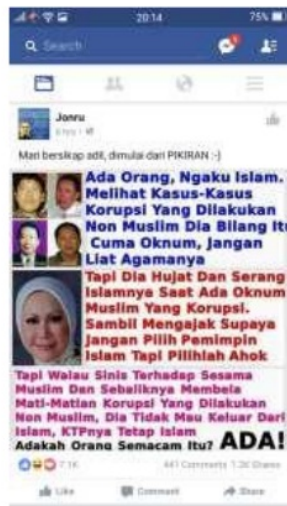 20:14
75%
Search
Jonru
Mari bersikap adil, dimulai dari PIKIRAN :-)
Ada Orang, Ngaku Islam.
Melihat Kasus-Kasus
Korupsi Yang Dilakukan
Non Muslim Dia Bilang Itu
Cuma Oknum, Jangan
Liat Agamanya
Tapi Dia Hujat Dan Serang
Islamnya Saat Ada Oknum
Muslim Yang Korupsi.
Sambil Mengajak Supaya
Jangan Pilih Pemimpin
Islam Tapi Pilihlah Ahok
Tapi Walau Sinis Terhadap Sesama
Muslim Dan Sebaliknya Membela
Mati-Matian Korupsi Yang Dilakukan
Non Muslim, Dia Tidak Mau Keluar Dari
Islam, KTPnya Tetap Islam
Adakah Orang Semacam Itu? ADA!
7.1K
441 Comments
Shares
Like
Comment
Share